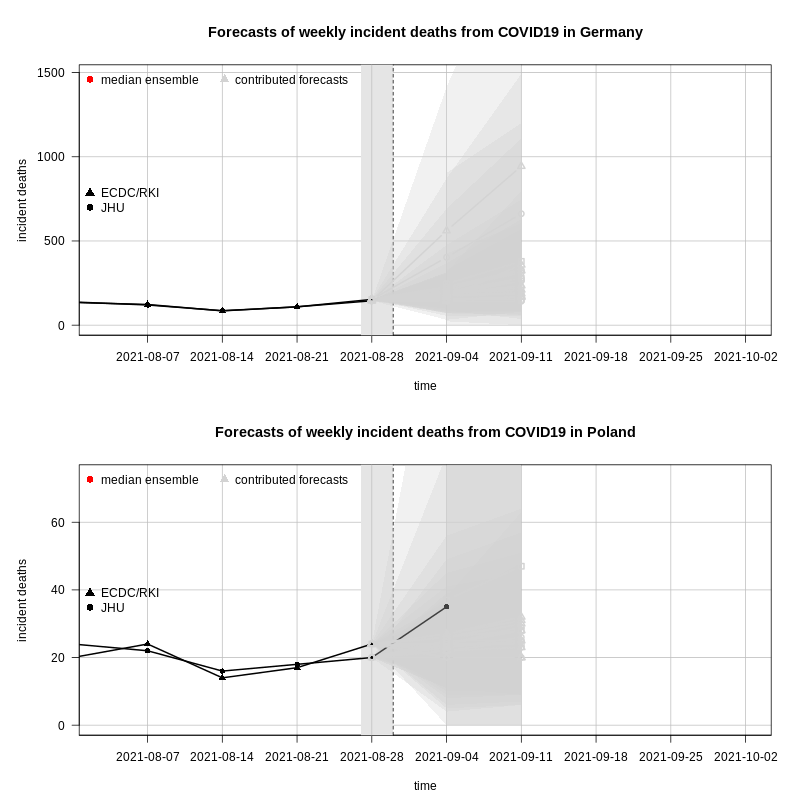 Forecasts of weekly incident deaths from COVID19 in Germany
median ensemble contributed forecasts
ECDC/RKI
JHU
incident deaths
1500
1000
500
0
2021-08-07 2021-08-14 2021-08-21 2021-08-28 2021-09-04 2021-09-11 2021-09-18 2021-09-25 2021-10-02
time
Forecasts of weekly incident deaths from COVID19 in Poland
median ensemble contributed forecasts
ECDC/RKI
JHU
incident deaths
60
40
20
0
2021-08-07 2021-08-14 2021-08-21 2021-08-28 2021-09-04 2021-09-11 2021-09-18 2021-09-25 2021-10-02
time